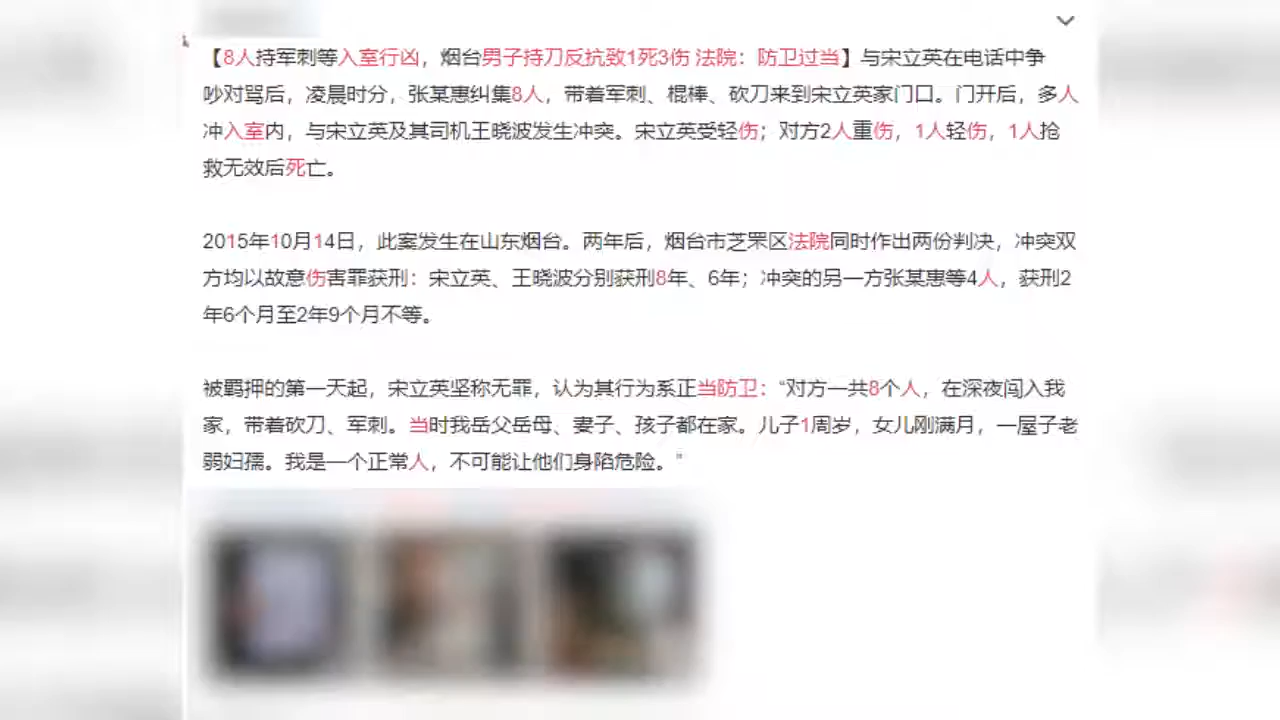 【8人持军刺等入室行凶，烟台男子持刀反抗致1死3伤 法院：防卫过当】与宋立英在电话中争
吵对骂后，凌晨时分，张某惠纠集8人，带着军刺、棍棒、砍刀来到宋立英家门口。门开后，多人
冲入室内，与宋立英及其司机王晓波发生冲突。宋立英受轻伤；对方2人重伤，1人轻伤，1人抢
救无效后死亡。
2015年10月14日，此案发生在山东烟台。两年后，烟台市芝罘区法院同时作出两份判决，冲突双
方均以故意伤害罪获刑：宋立英、王晓波分别获刑8年、6年；冲突的另一方张某惠等4人，获刑2
年6个月至2年9个月不等。
被羁押的第一天起，宋立英坚称无罪，认为其行为系正当防卫：“对方一共8个人，在深夜闯入我
家，带着砍刀、军刺。当时我岳父岳母、妻子、孩子都在家。儿子1周岁，女儿刚满月，一屋子老
弱妇孺。我是一个正常人，不可能让他们身陷危险。”